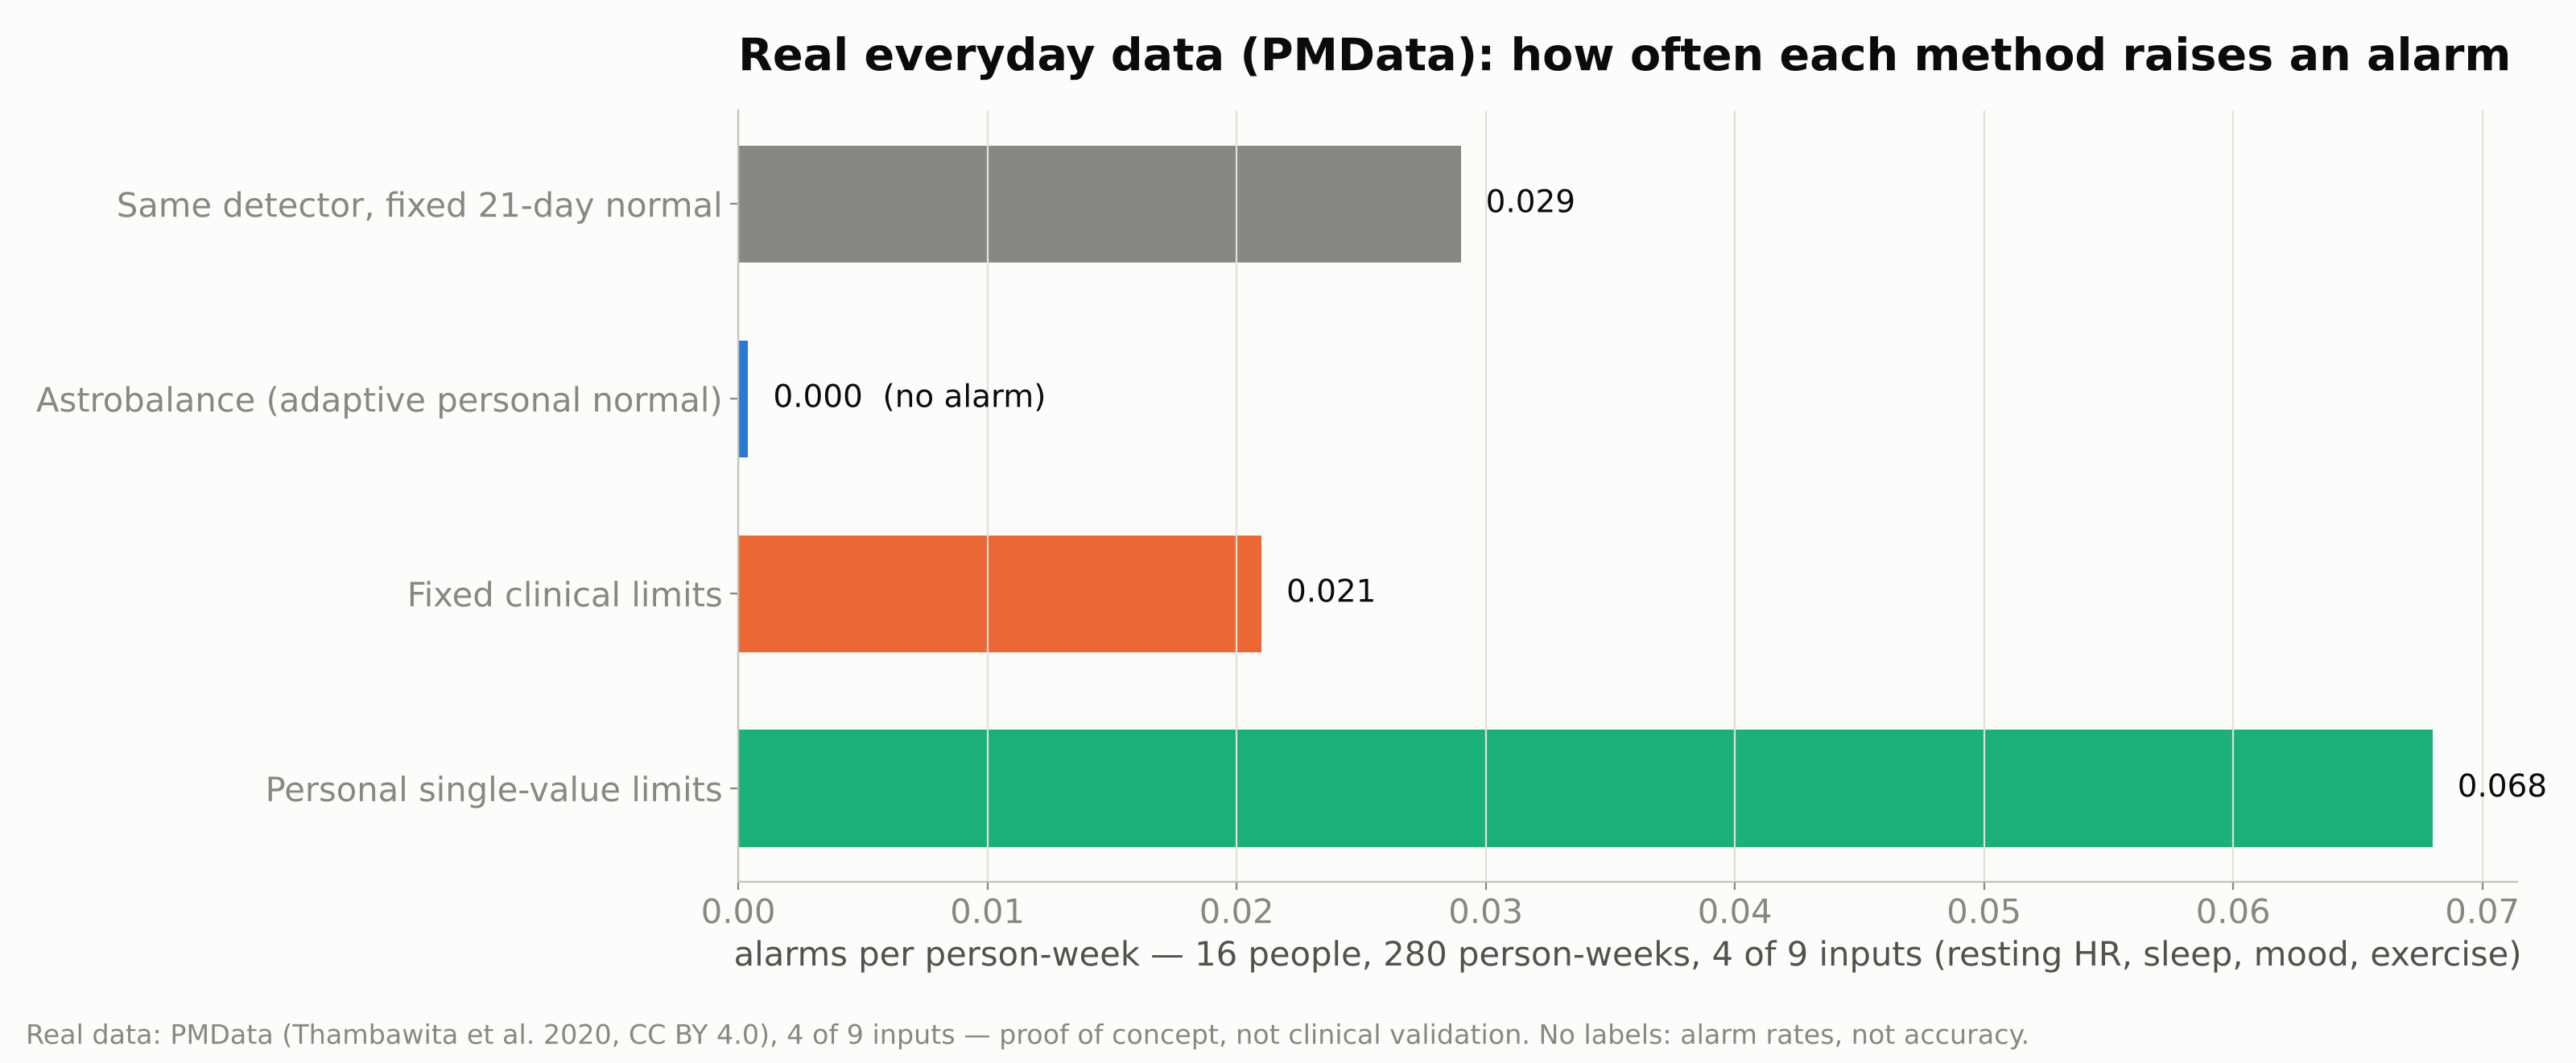 Real everyday data (PMData): how often each method raises an alarm
Same detector, fixed 21-day normal
0.029
Astrobalance (adaptive personal normal)
0.000 (no alarm)
Fixed clinical limits
0.021
Personal single-value limits
0.068
0.00 0.01 0.02 0.03 0.04 0.05 0.06 0.07
alarms per person-week — 16 people, 280 person-weeks, 4 of 9 inputs (resting HR, sleep, mood, exercise)
Real data: PMData (Thambawita et al. 2020, CC BY 4.0), 4 of 9 inputs — proof of concept, not clinical validation. No labels: alarm rates, not accuracy.